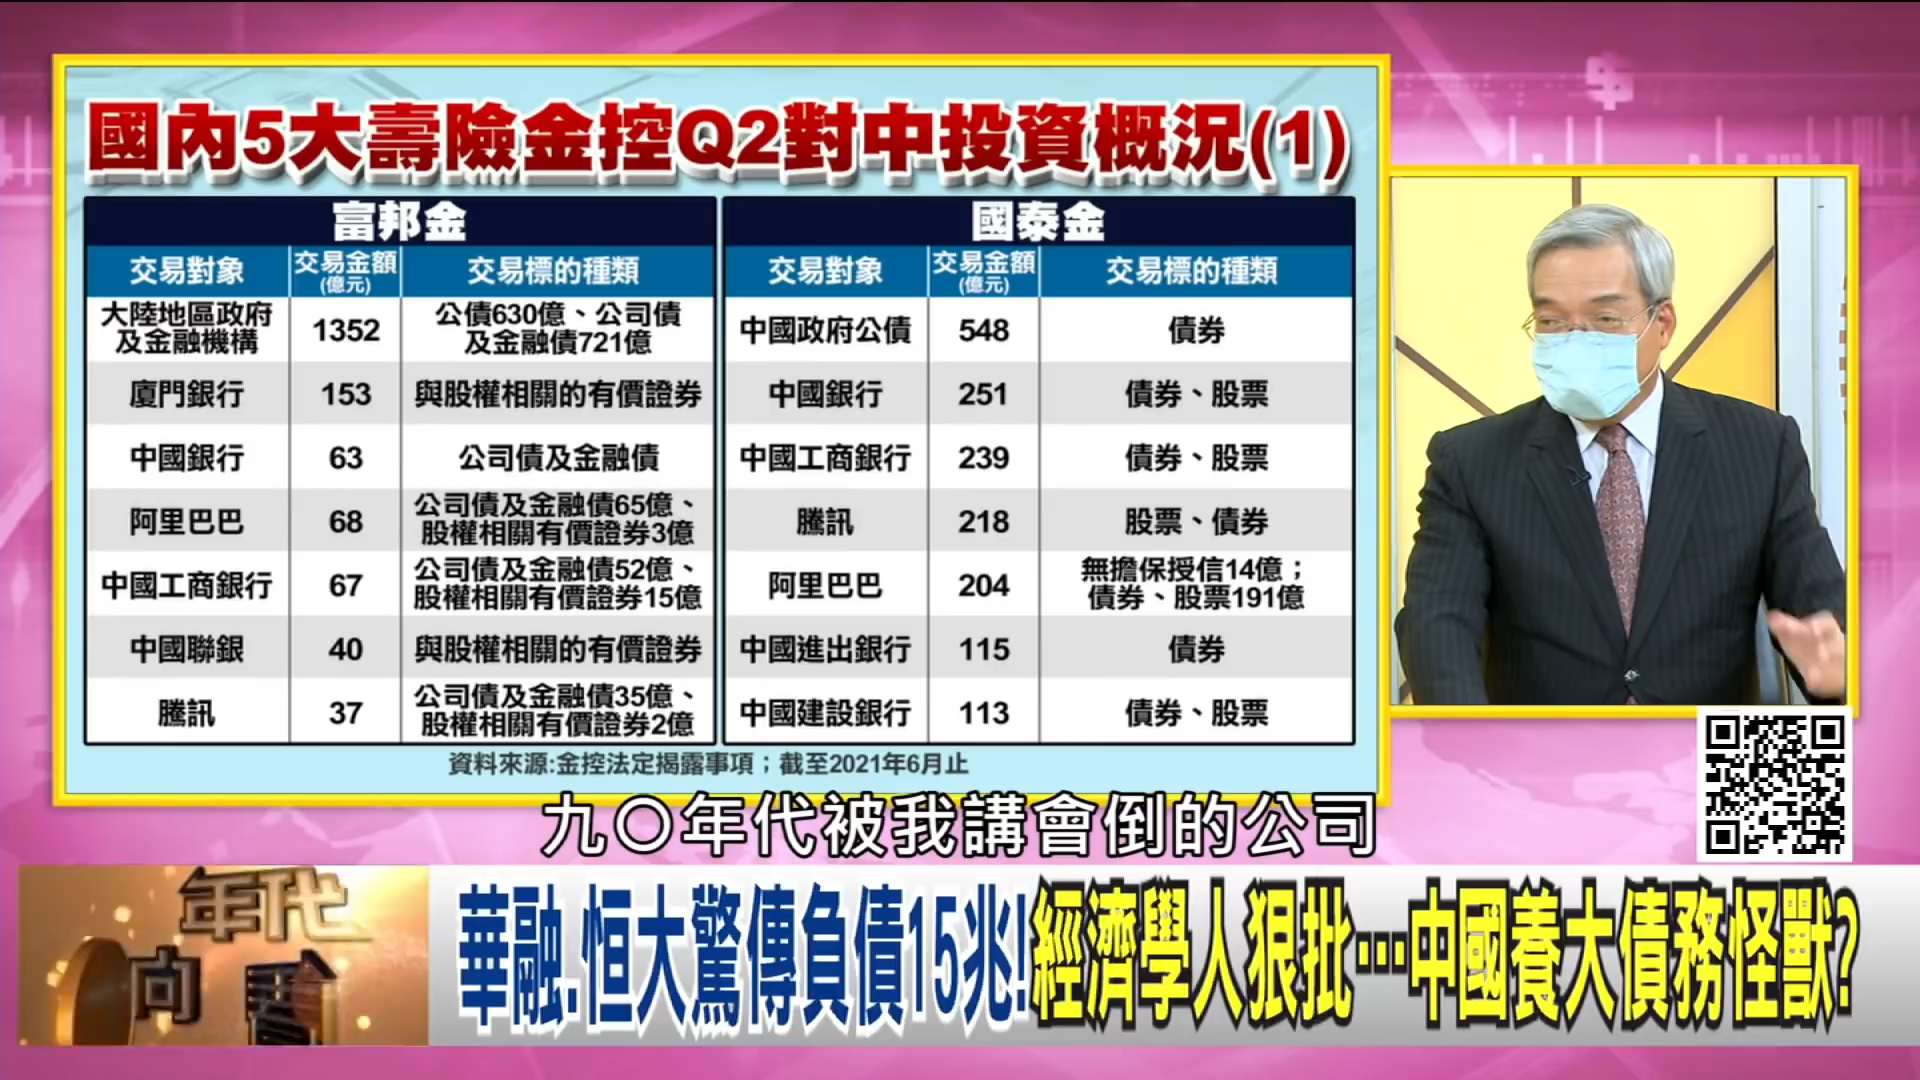 國內5大壽險金控Q2對中投資概況(1)
富邦金
交易對象 交易金額(億元) 交易標的種類
大陸地區政府
及金融機構
1352
公債630億、公司債
及金融債721億
廈門銀行 153 與股權相關的有價證券
中國銀行 63 公司債及金融債
阿里巴巴 68
公司債及金融債65億、
股權相關有價證券3億
中國工商銀行 67
公司債及金融債52億、
股權相關有價證券15億
中國聯銀 40 與股權相關的有價證券
騰訊 37
公司債及金融債35億、
股權相關有價證券2億
國泰金
交易對象 交易金額(億元) 交易標的種類
中國政府公債 548 債券
中國銀行 251 債券、股票
中國工商銀行 239 債券、股票
騰訊 218 股票、債券
阿里巴巴 204
無擔保授信14億；
債券、股票191億
中國進出銀行 115 債券
中國建設銀行 113 債券、股票
資料來源:金控法定揭露事項；截至2021年6月止
九〇年代被我講會倒的公司
年代
向錢
華融.恒大驚傳負債15兆!經濟學人狠批…中國養大債務怪獸?